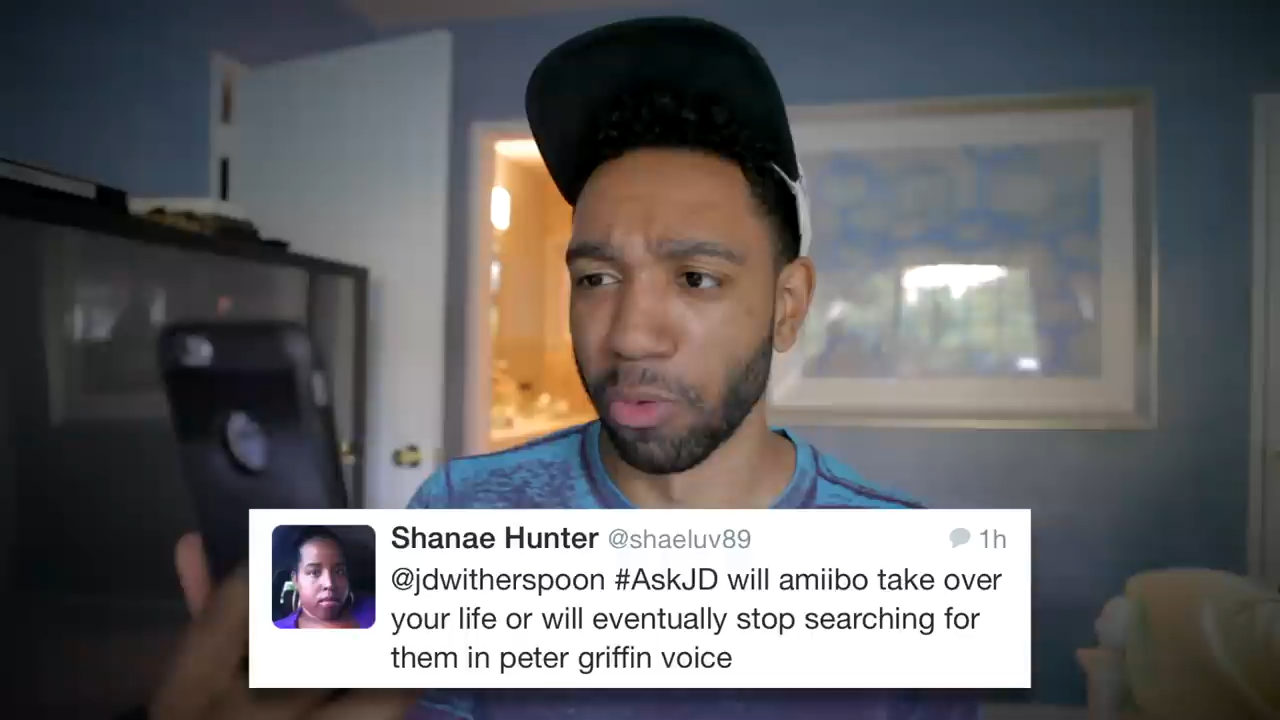 Shanae Hunter @shaeluv89 1h
@jdwitherspoon #AskJD will amiibo take over
your life or will eventually stop searching for
them in peter griffin voice